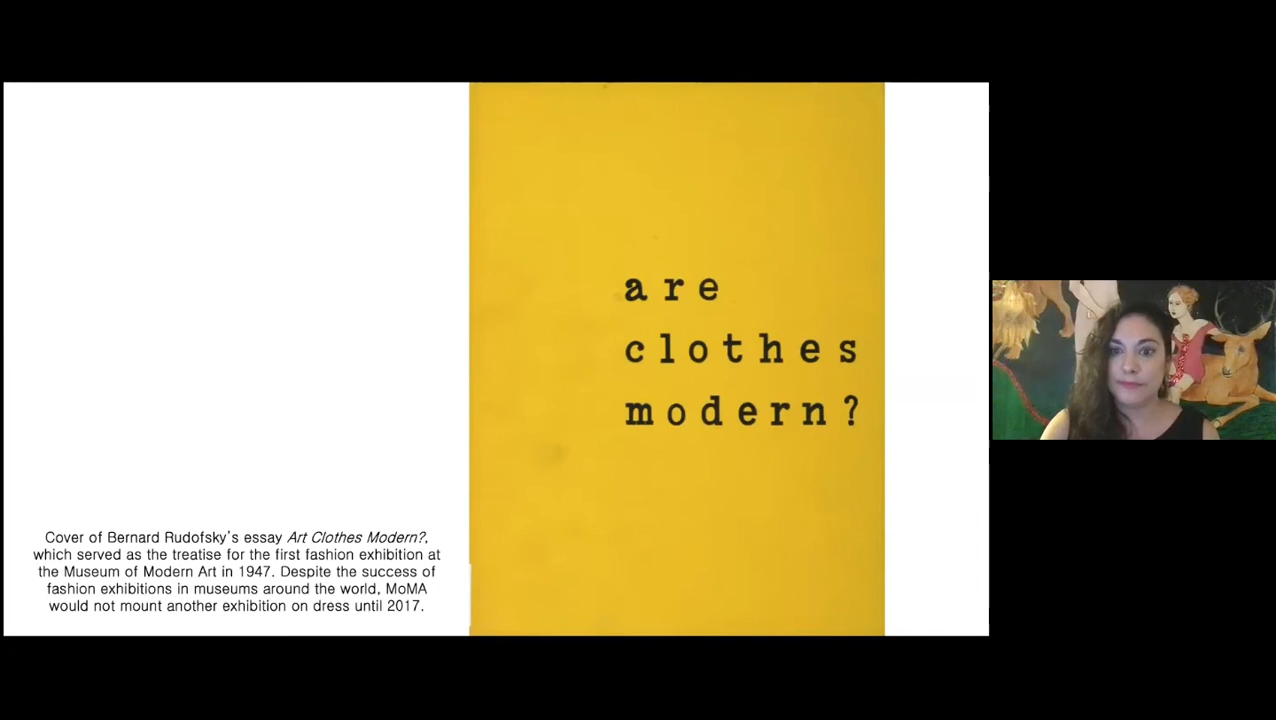 are
clothes
modern?
Cover of Bernard Rudofsky's essay Art Clothes Modern?,
which served as the treatise for the first fashion exhibition at
the Museum of Modern Art in 1947. Despite the success of
fashion exhibitions in museums around the world, MoMA
would not mount another exhibition on dress until 2017.